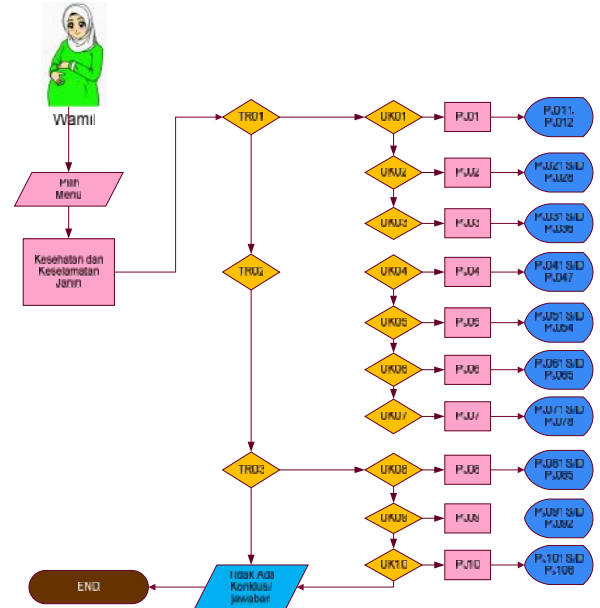 Wamil
Pilih
Menu
Kesehatan dan
Keselamatan
Janin
TR01
UK01
PJ01
PJ011,
PJ012
UK02
PJ02
PJ021 S/D
PJ028
UK03
PJ03
PJ031 S/D
PJ036
TR02
UK04
PJ04
PJ041 S/D
PJ047
UK05
PJ05
PJ051 S/D
PJ054
UK06
PJ06
PJ061 S/D
PJ065
UK07
PJ07
PJ071 S/D
PJ078
TR03
UK08
PJ08
PJ081 S/D
PJ085
UK09
PJ09
PJ091 S/D
PJ092
UK10
PJ10
PJ101 S/D
PJ106
Tidak Ada
Konklusi/
jawaban
END